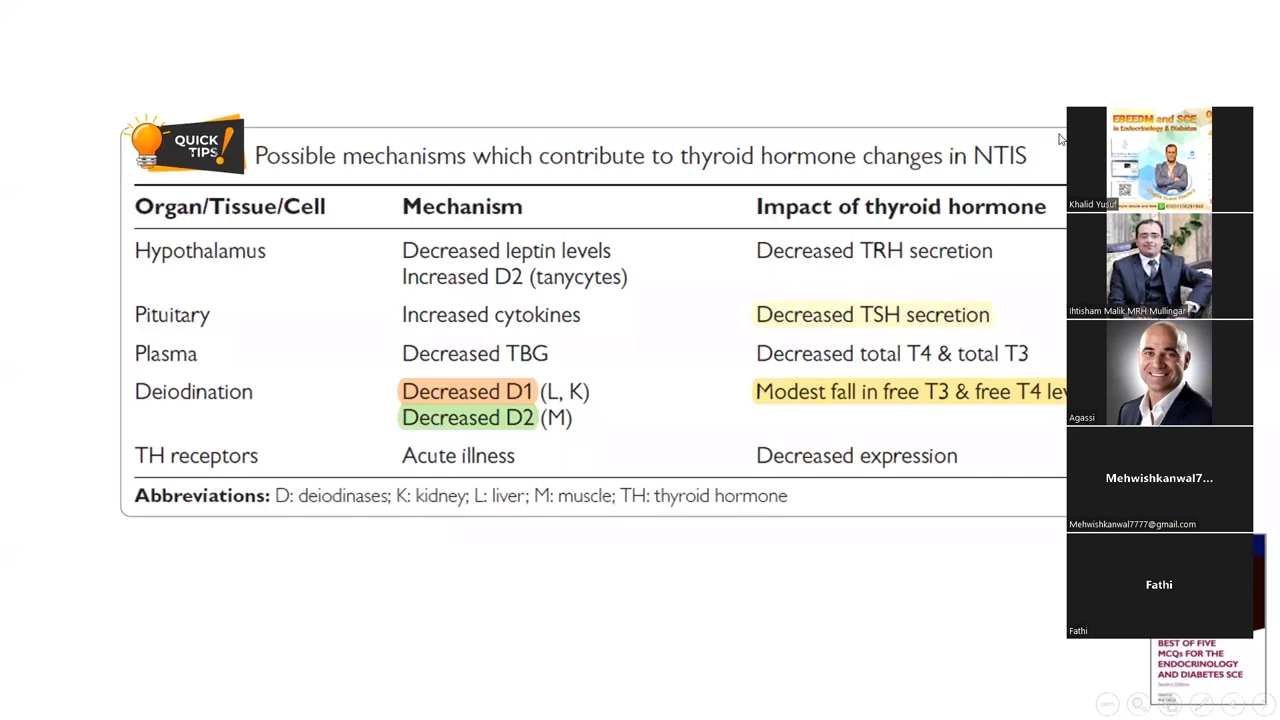 QUICK
TIPS
Possible mechanisms which contribute to thyroid hormone changes in NTIS
Organ/Tissue/Cell Mechanism Impact of thyroid hormone
Hypothalamus Decreased leptin levels Decreased TRH secretion
Increased D2 (tanycytes)
Pituitary Increased cytokines Decreased TSH secretion
Plasma Decreased TBG Decreased total T4 & total T3
Deiodination Decreased D1 (L, K) Modest fall in free T3 & free T4
Decreased D2 (M)
TH receptors Acute illness Decreased expression
Abbreviations: D: deiodinases; K: kidney; L: liver; M: muscle; TH: thyroid hormone
EBEEDM and SCE
in Endocrinology & Diabetes
Khalid Yusuf
Ihtisham Malik,MRH Mullingar
Agassi
Mehwishkanwal7...
Mehwishkanwal7777@gmail.com
Fathi
Fathi
BEST OF FIVE
MCQs FOR THE
ENDOCRINOLOGY
AND DIABETES SCE